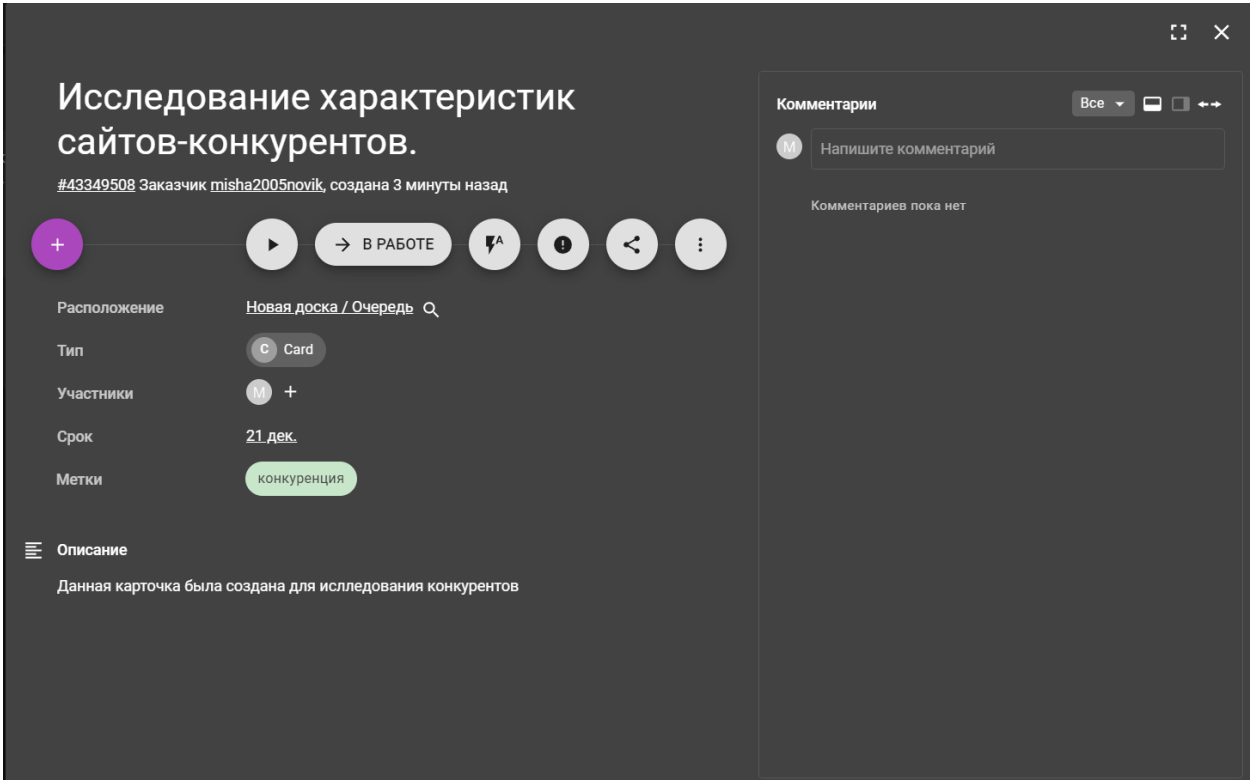 Исследование характеристик
сайтов-конкурентов.
#43349508 Заказчик misha2005novik, создана 3 минуты назад
+
В РАБОТЕ
A
Расположение Новая доска / Очередь
Тип C Card
Участники M +
Срок 21 дек.
Метки конкуренция
Описание
Данная карточка была создана для ислледования конкурентов
Комментарии Все
M Напишите комментарий
Комментариев пока нет